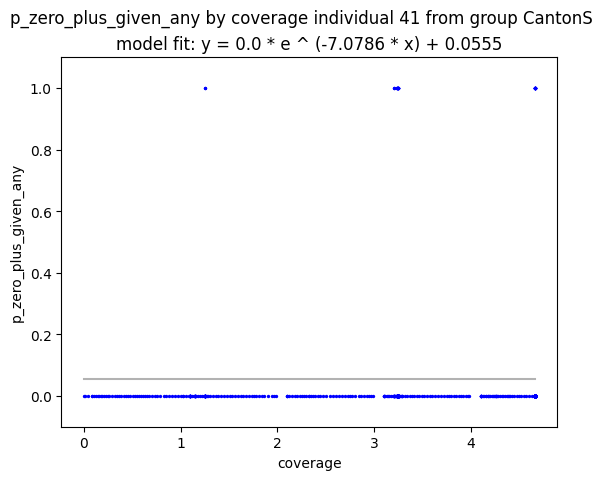 p_zero_plus_given_any by coverage individual 41 from group CantonS
model fit: y = 0.0 * e ^ (-7.0786 * x) + 0.0555
1.0
0.8
0.6
0.4
0.2
0.0
p_zero_plus_given_any
0 1 2 3 4
coverage